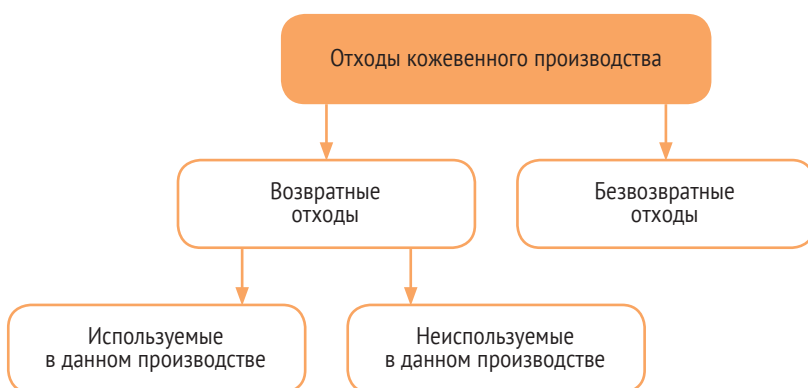 Отходы кожевенного производства
Возвратные
отходы
Безвозвратные
отходы
Используемые
в данном производстве
Неиспользуемые
в данном производстве